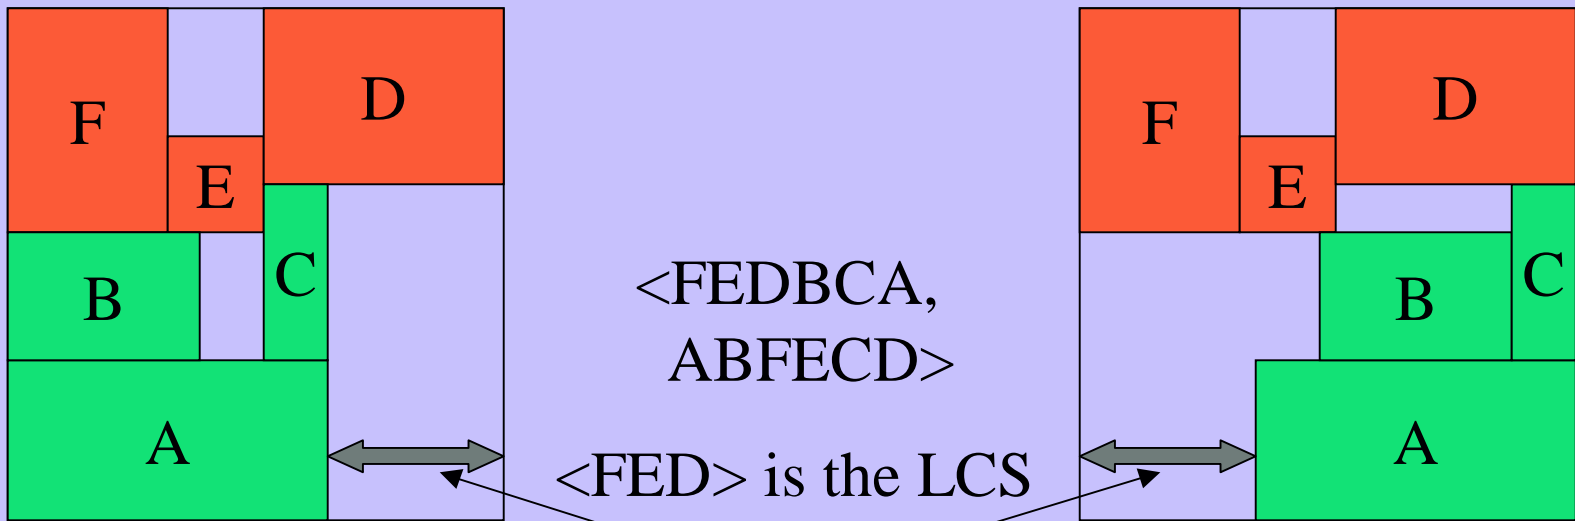 F
D
E
B
C
A
<FEDBCA,
ABFECD>
<FED> is the LCS
F
D
E
B
C
A